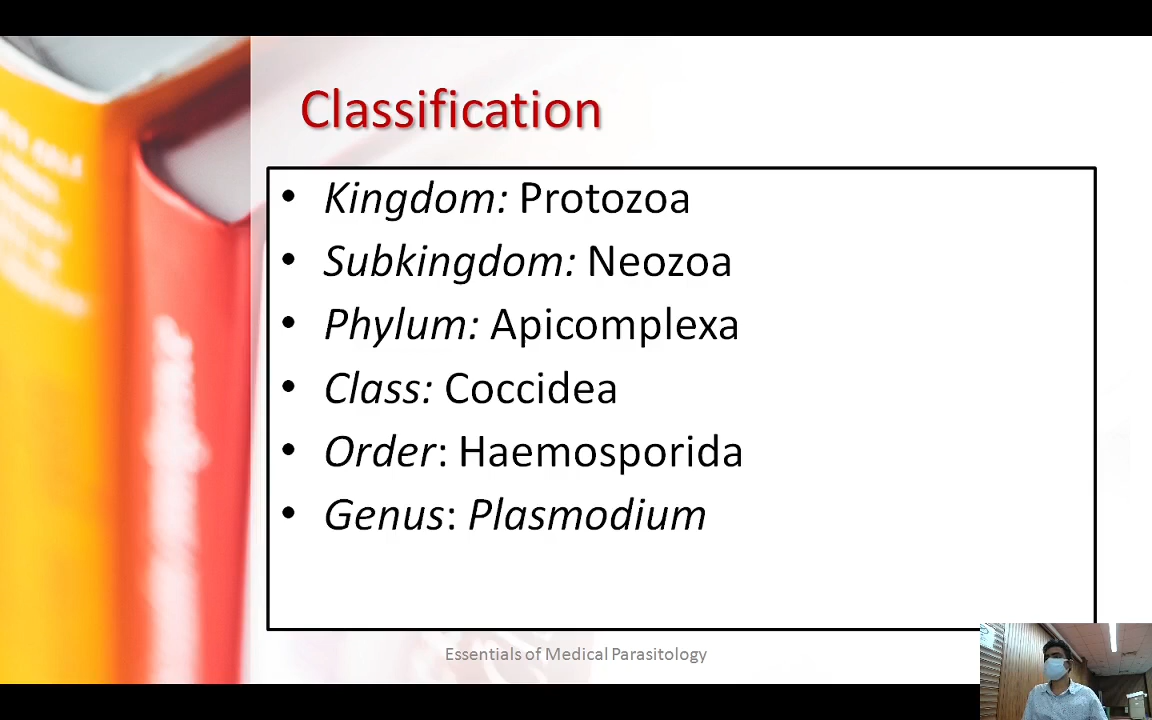 Classification
• Kingdom: Protozoa
• Subkingdom: Neozoa
• Phylum: Apicomplexa
• Class: Coccidea
• Order: Haemosporida
• Genus: Plasmodium
Essentials of Medical Parasitology